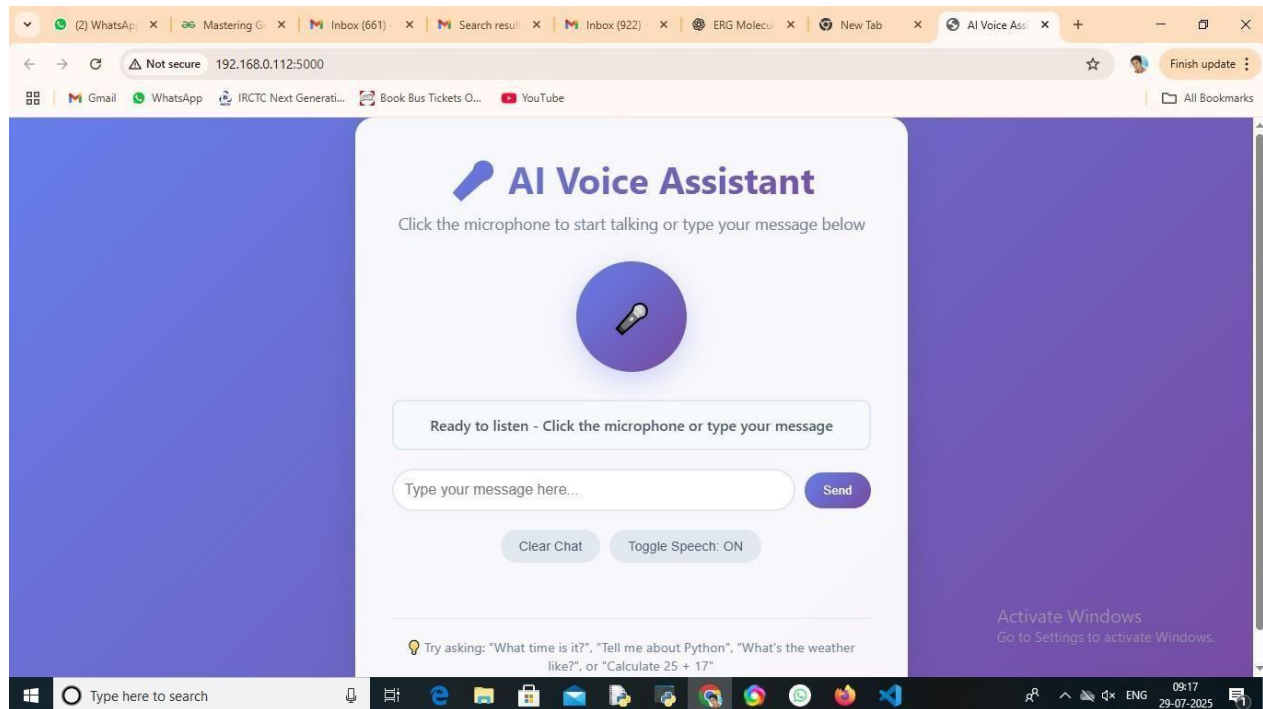 (2) WhatsAp
Mastering G
Inbox (661) -
Search resul
Inbox (922) -
ERG Molecul
New Tab
AI Voice Ass
Not secure 192.168.0.112:5000
Finish update
Gmail WhatsApp IRCTC Next Generati... Book Bus Tickets O... YouTube
All Bookmarks
AI Voice Assistant
Click the microphone to start talking or type your message below
Ready to listen - Click the microphone or type your message
Type your message here...
Send
Clear Chat
Toggle Speech: ON
Activate Windows
Go to Settings to activate Windows.
Try asking: "What time is it?", "Tell me about Python", "What's the weather
like?", or "Calculate 25 + 17"
Type here to search
ENG
09:17
29-07-2025
1